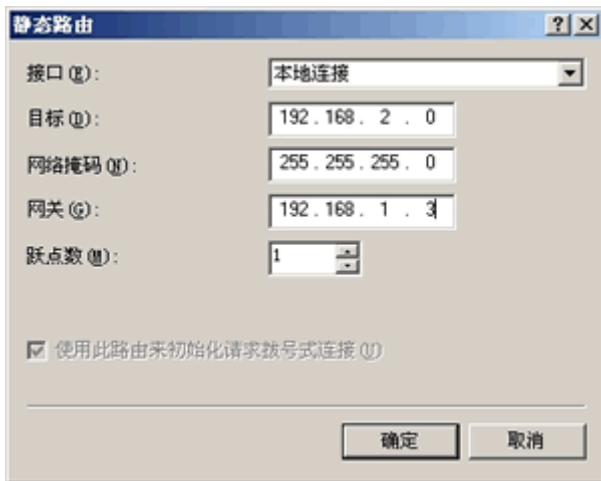 静态路由
接口(E): 本地连接
目标(D): 192 . 168 . 2 . 0
网络掩码(N): 255 . 255 . 255 . 0
网关(G): 192 . 168 . 1 . 3
跃点数(M): 1
使用此路由来初始化请求拨号式连接(U)
确定 取消